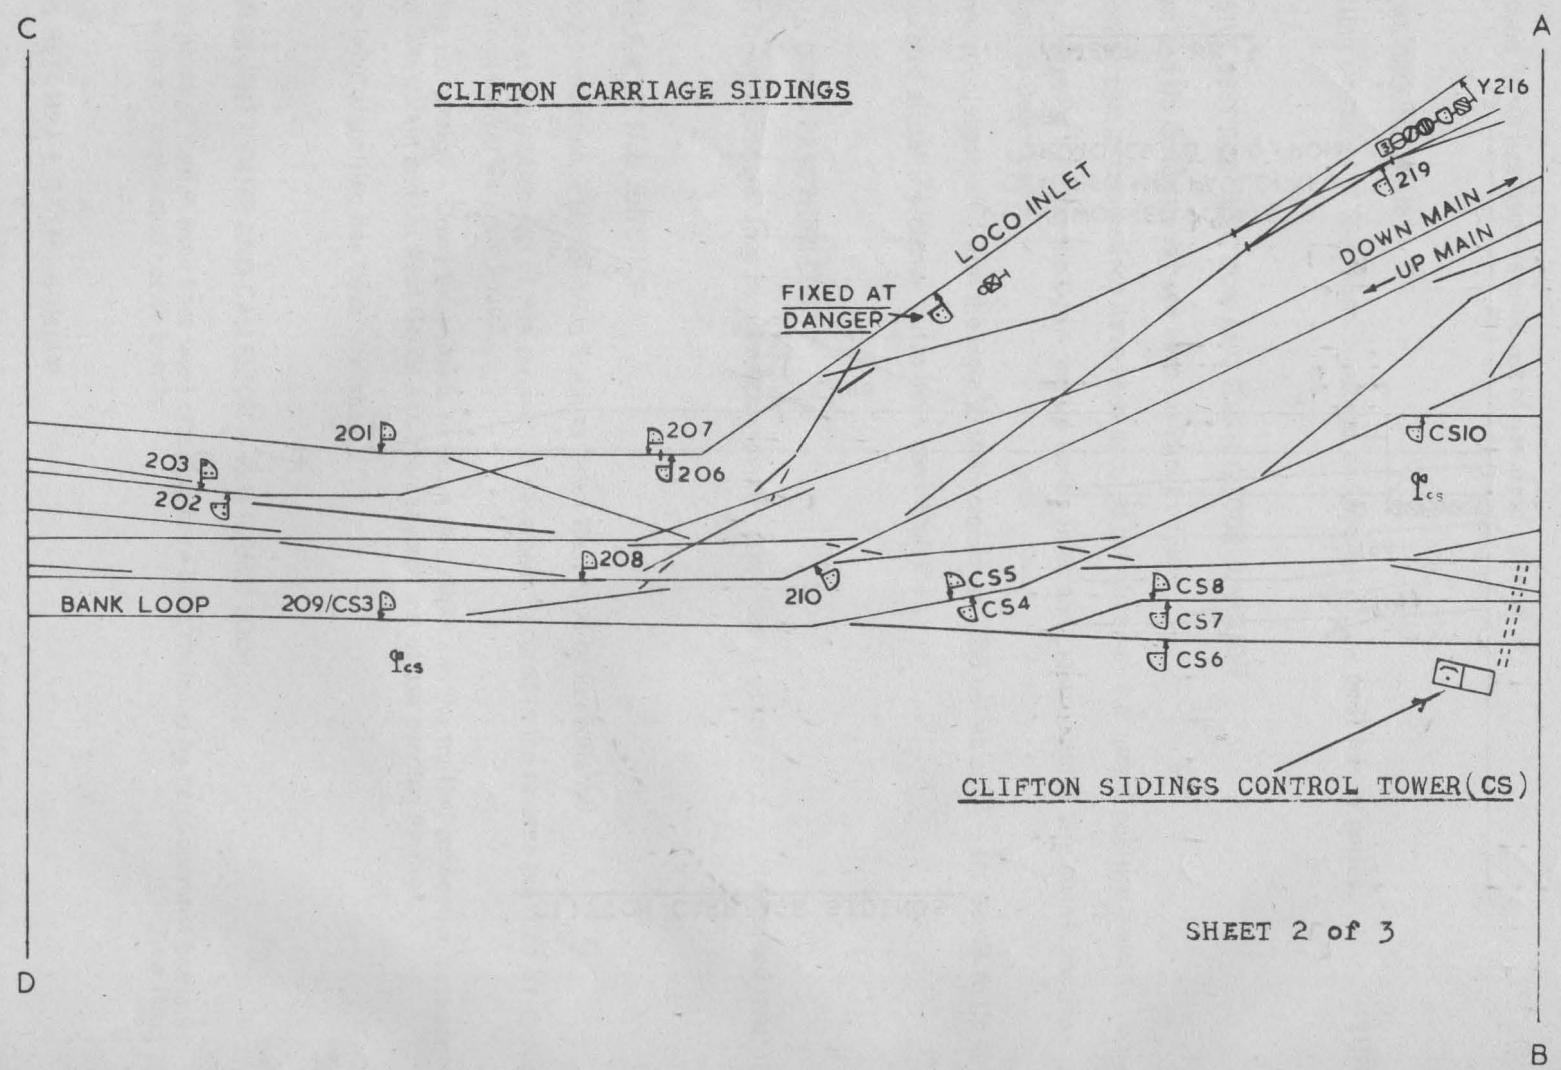 C
A
CLIFTON CARRIAGE SIDINGS
Y216
3
219
LOCO INLET
DOWN MAIN
UP MAIN
FIXED AT
DANGER
201
207
203
206
202
CS10
cs
208
CS5
CS8
210
CS4
BANK LOOP
209/CS3
CS7
CS6
cs
CLIFTON SIDINGS CONTROL TOWER(CS)
SHEET 2 of 3
D
B